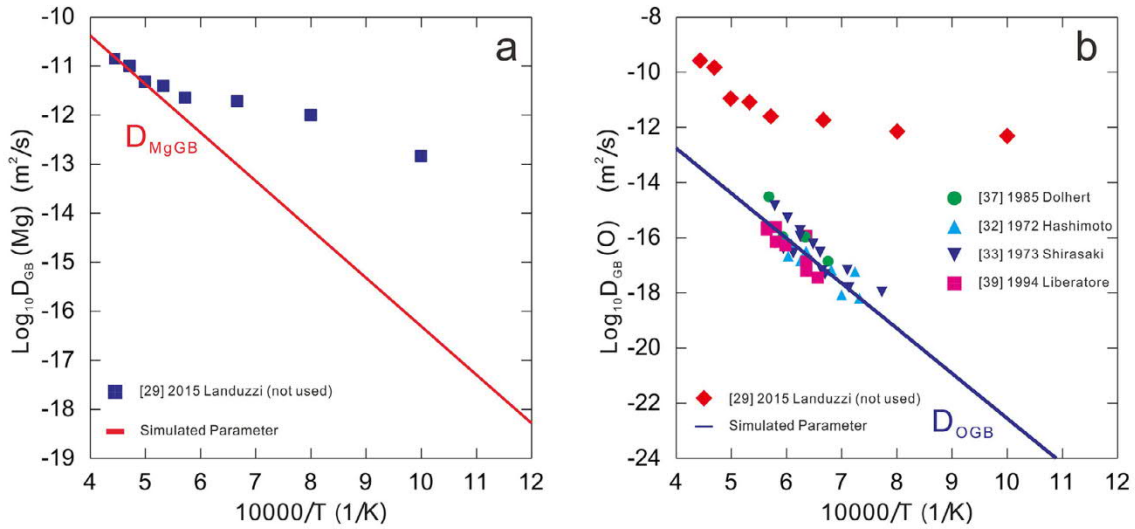 a
-10
-11
-12
-13
-14
-15
-16
-17
-18
-19
Log10DGB (Mg) (m2/s)
DMgGB
[29] 2015 Landuzzi (not used)
Simulated Parameter
4 5 6 7 8 9 10 11 12
10000/T (1/K)
b
-8
-10
-12
-14
-16
-18
-20
-22
-24
Log10DGB (O) (m2/s)
[37] 1985 Dolhert
[32] 1972 Hashimoto
[33] 1973 Shirasaki
[39] 1994 Liberatore
[29] 2015 Landuzzi (not used)
Simulated Parameter
DOGB
4 5 6 7 8 9 10 11 12
10000/T (1/K)